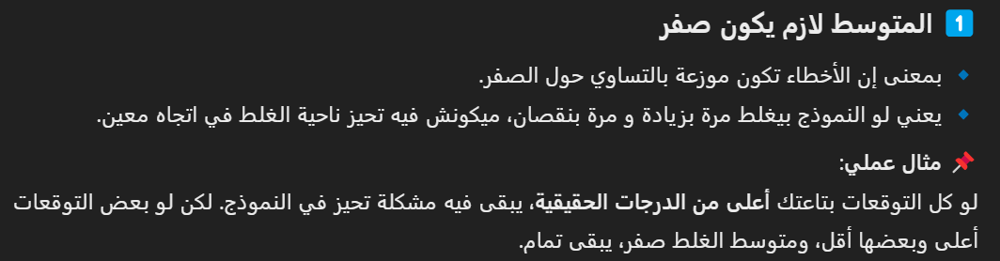 1 المتوسط لازم يكون صفر
بمعنى إن الأخطاء تكون موزعة بالتساوي حول الصفر.
يعني لو النموذج بيغلط مرة بزيادة و مرة بنقصان، ميكونش فيه تحيز ناحية الغلط في اتجاه معين.
مثال عملي:
لو كل التوقعات بتاعتك أعلى من الدرجات الحقيقية، يبقى فيه مشكلة تحيز في النموذج. لكن لو بعض التوقعات
أعلى وبعضها أقل، ومتوسط الغلط صفر، يبقى تمام.